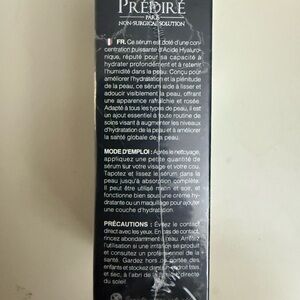 PRÉDIRÉ
PARIS
NON-SURGICAL SOLUTION
FR. Ce sérum est doté d'une con-
centration puissante d'Acide Hyaluro-
nique, réputé pour sa capacité à
hydrater profondément et à retenir
l'humidité dans la peau. Conçu pour
améliorer l'hydratation et la plénitude
de la peau, ce sérum aide à lisser et
adoucir visiblement la peau, offrant
une apparence rafraîchie et rosée.
Adapté à tous les types de peau, il est
un ajout essentiel à toute routine de
soins visant à augmenter les niveaux
d'hydratation de la peau et à améliorer
la santé globale de la peau.
MODE D'EMPLOI : Après le nettoyage,
appliquez une petite quantité de
sérum sur votre visage et votre cou.
Tapotez et lissez le sérum dans la
peau jusqu'à absorption complète.
Il peut être utilisé matin et soir, et
fonctionne bien sous une crème hy-
dratante ou un maquillage pour ajouter
une couche d'hydratation.
PRÉCAUTIONS : Évitez le contact
direct avec les yeux. En cas de contact,
rincez abondamment à l'eau. Arrêtez
l'utilisation si une irritation se produit
et consultez un professionnel de la
santé. Gardez hors de portée des
enfants et stockez dans un endroit frais
et sec, à l'abri de la lumière directe
du soleil.